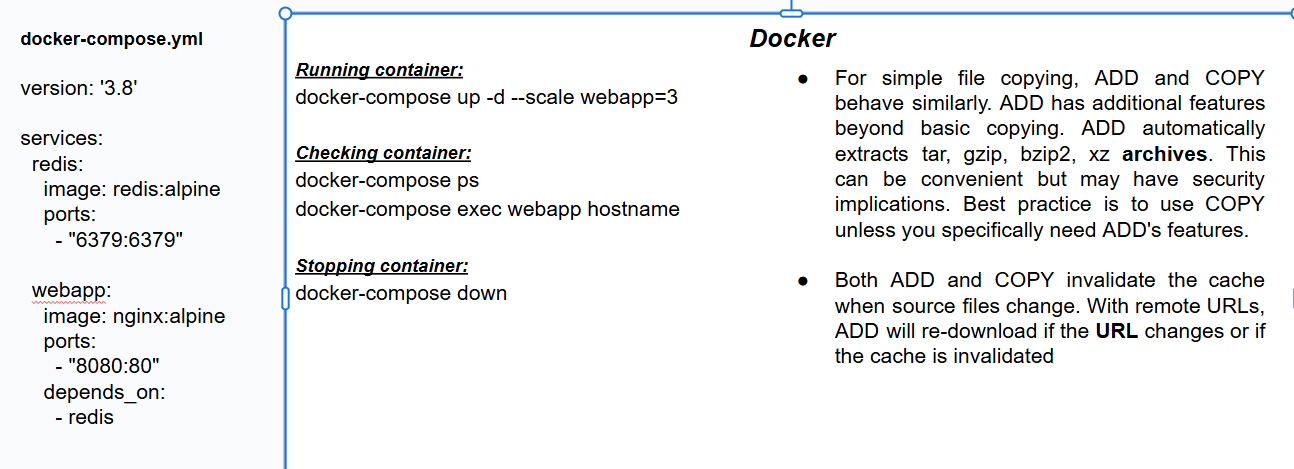 docker-compose.yml
version: '3.8'
services:
redis:
image: redis:alpine
ports:
- "6379:6379"
webapp:
image: nginx:alpine
ports:
- "8080:80"
depends_on:
- redis
Running container:
docker-compose up -d --scale webapp=3
Checking container:
docker-compose ps
docker-compose exec webapp hostname
Stopping container:
docker-compose down
Docker
● For simple file copying, ADD and COPY
behave similarly. ADD has additional features
beyond basic copying. ADD automatically
extracts tar, gzip, bzip2, xz archives. This
can be convenient but may have security
implications. Best practice is to use COPY
unless you specifically need ADD's features.
● Both ADD and COPY invalidate the cache
when source files change. With remote URLs,
ADD will re-download if the URL changes or if
the cache is invalidated